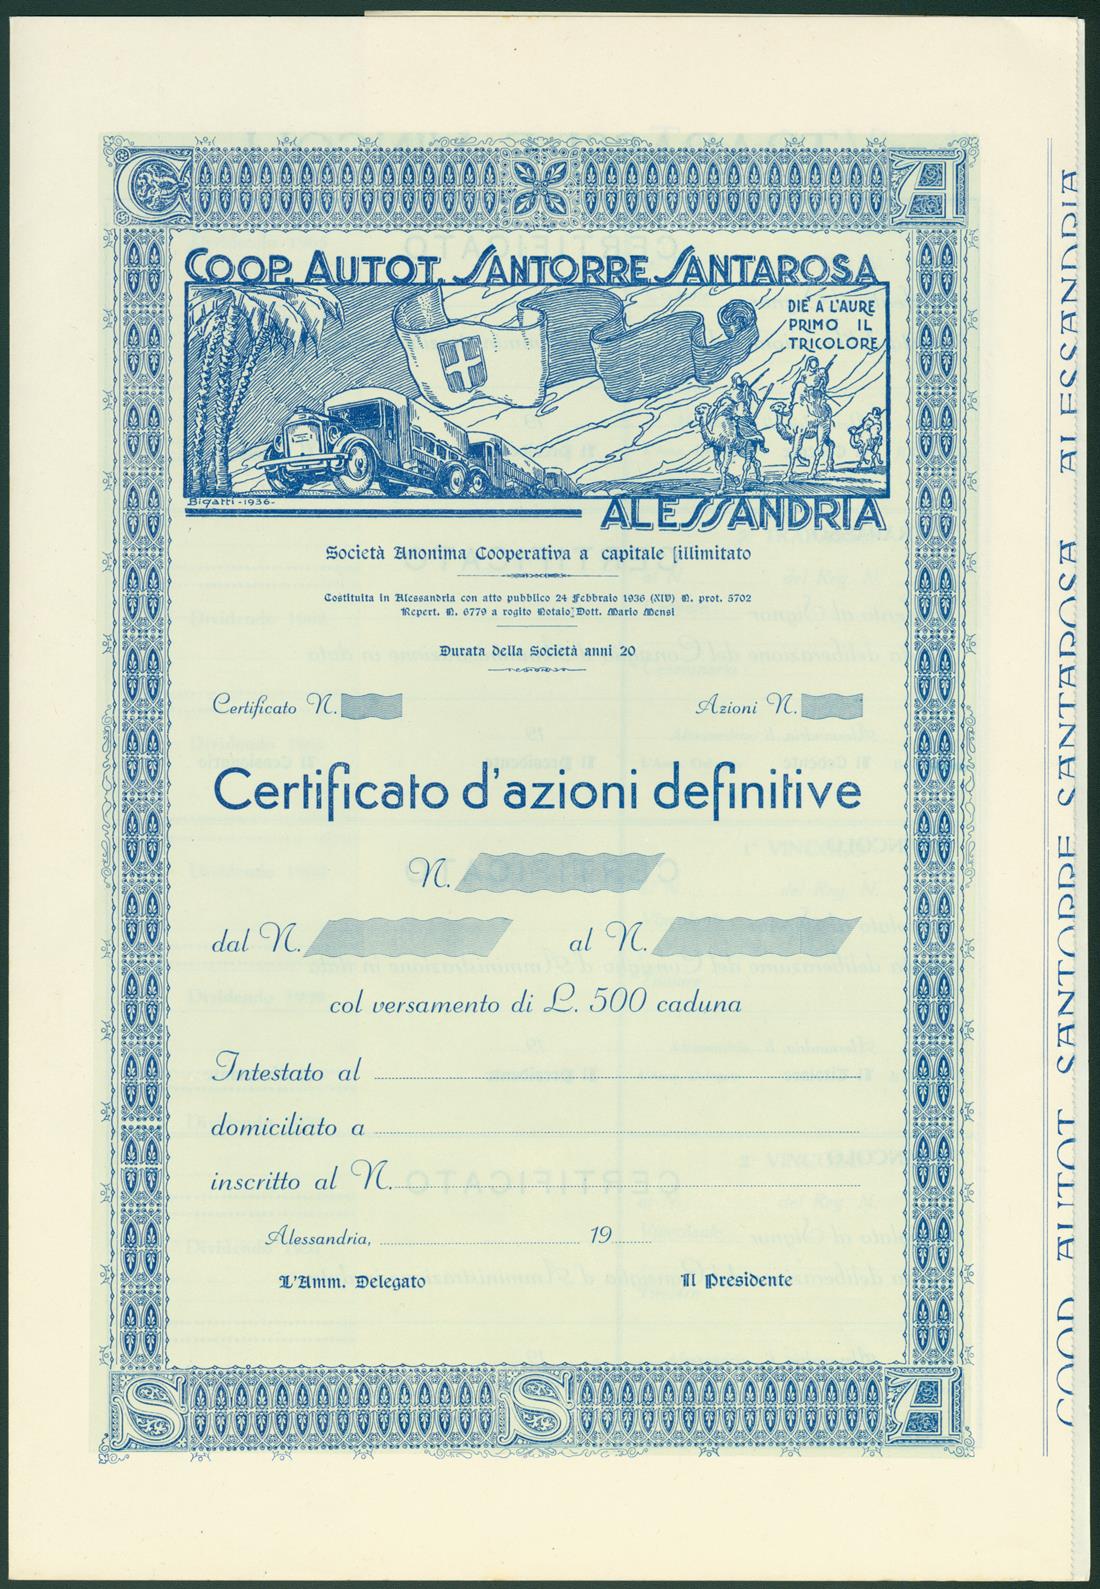 C A
COOP. AUTOT. SANTORRE SANTAROSA
DIE A L'AURE
PRIMO IL
TRICOLORE
Bigatti - 1936 -
ALESSANDRIA
Società Anonima Cooperativa a capitale illimitato
Costituita in Alessandria con atto pubblico 24 Febbraio 1936 (XIV) N. prot. 5702
Repert. N. 6779 a rogito Notaio Dott. Mario Mensi
Durata della Società anni 20
Certificato N. Azioni N.
Certificato d'azioni definitive
N.
dal N. al N.
col versamento di L. 500 caduna
Intestato al
domiciliato a
inscritto al N.
Alessandria, 19
L'Amm. Delegato Il Presidente
S S A
COOP. AUTOT. SANTORRE SANTAROSA ALESSANDRIA